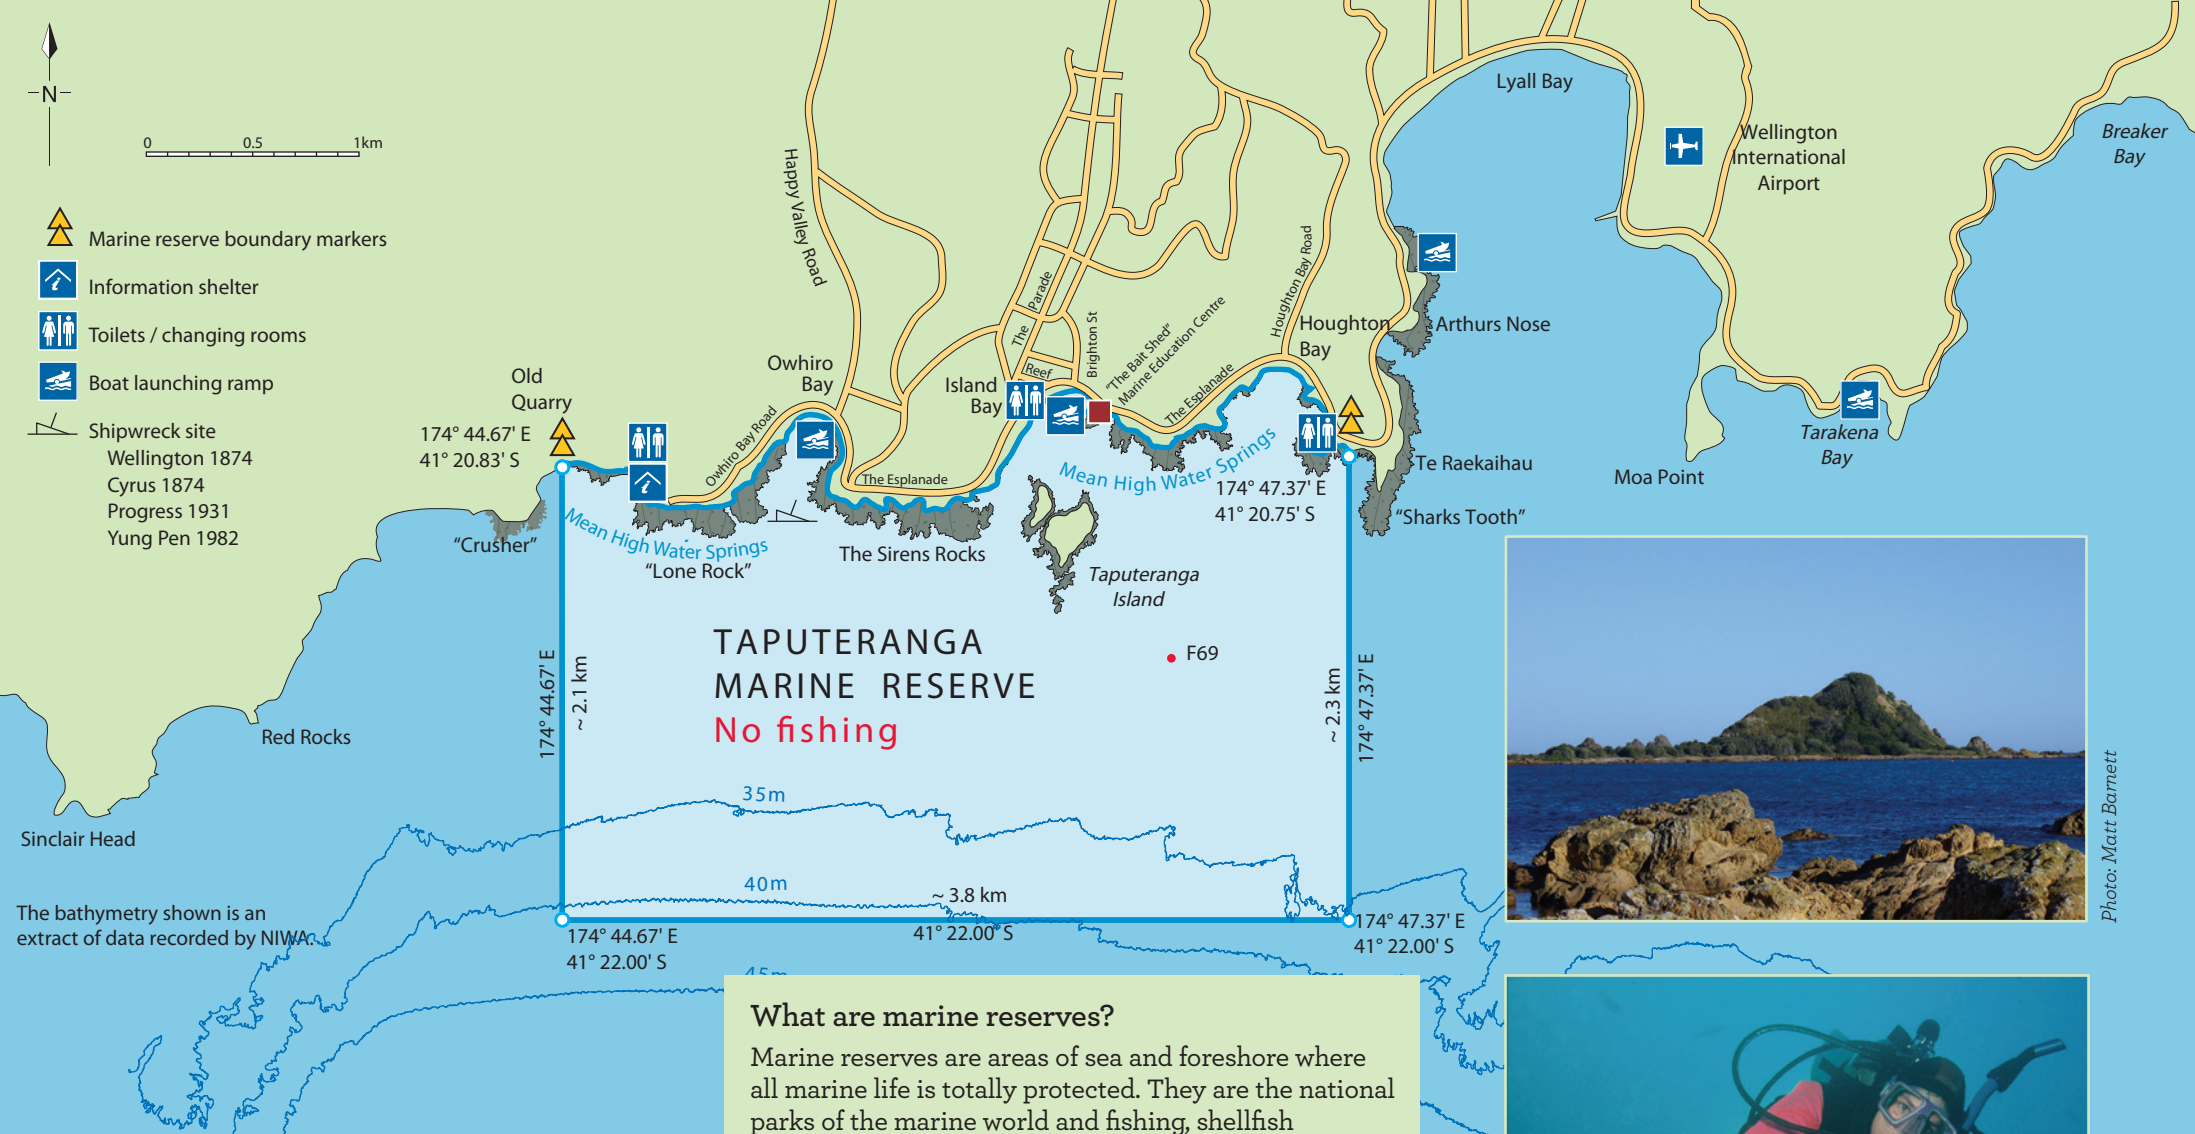 N
0 0.5 1km
Marine reserve boundary markers
Information shelter
Toilets / changing rooms
Boat launching ramp
Shipwreck site
Wellington 1874
Cyrus 1874
Progress 1931
Yung Pen 1982
Old
Quarry
174° 44.67' E
41° 20.83' S
"Crusher"
Red Rocks
Sinclair Head
The bathymetry shown is an
extract of data recorded by NIWA.
Happy Valley Road
Owhiro
Bay
Owhiro Bay Road
Mean High Water Springs
"Lone Rock"
The Esplanade
The Sirens Rocks
Island
Bay
The Parade
Reef
Brighton St
"The Bait Shed"
Marine Education Centre
The Esplanade
Houghton Bay Road
Houghton
Bay
Mean High Water Springs
174° 47.37' E
41° 20.75' S
Taputeranga
Island
Lyall Bay
Wellington
International
Airport
Breaker
Bay
Arthurs Nose
Te Raekaihau
"Sharks Tooth"
Moa Point
Tarakena
Bay
TAPUTERANGA
MARINE RESERVE
No fishing
F69
174° 44.67' E
~ 2.1 km
~ 2.3 km
174° 47.37' E
35m
40m
~ 3.8 km
41° 22.00' S
174° 44.67' E
41° 22.00' S
174° 47.37' E
41° 22.00' S
45m
Photo: Matt Barnett
What are marine reserves?
Marine reserves are areas of sea and foreshore where
all marine life is totally protected. They are the national
parks of the marine world and fishing, shellfish